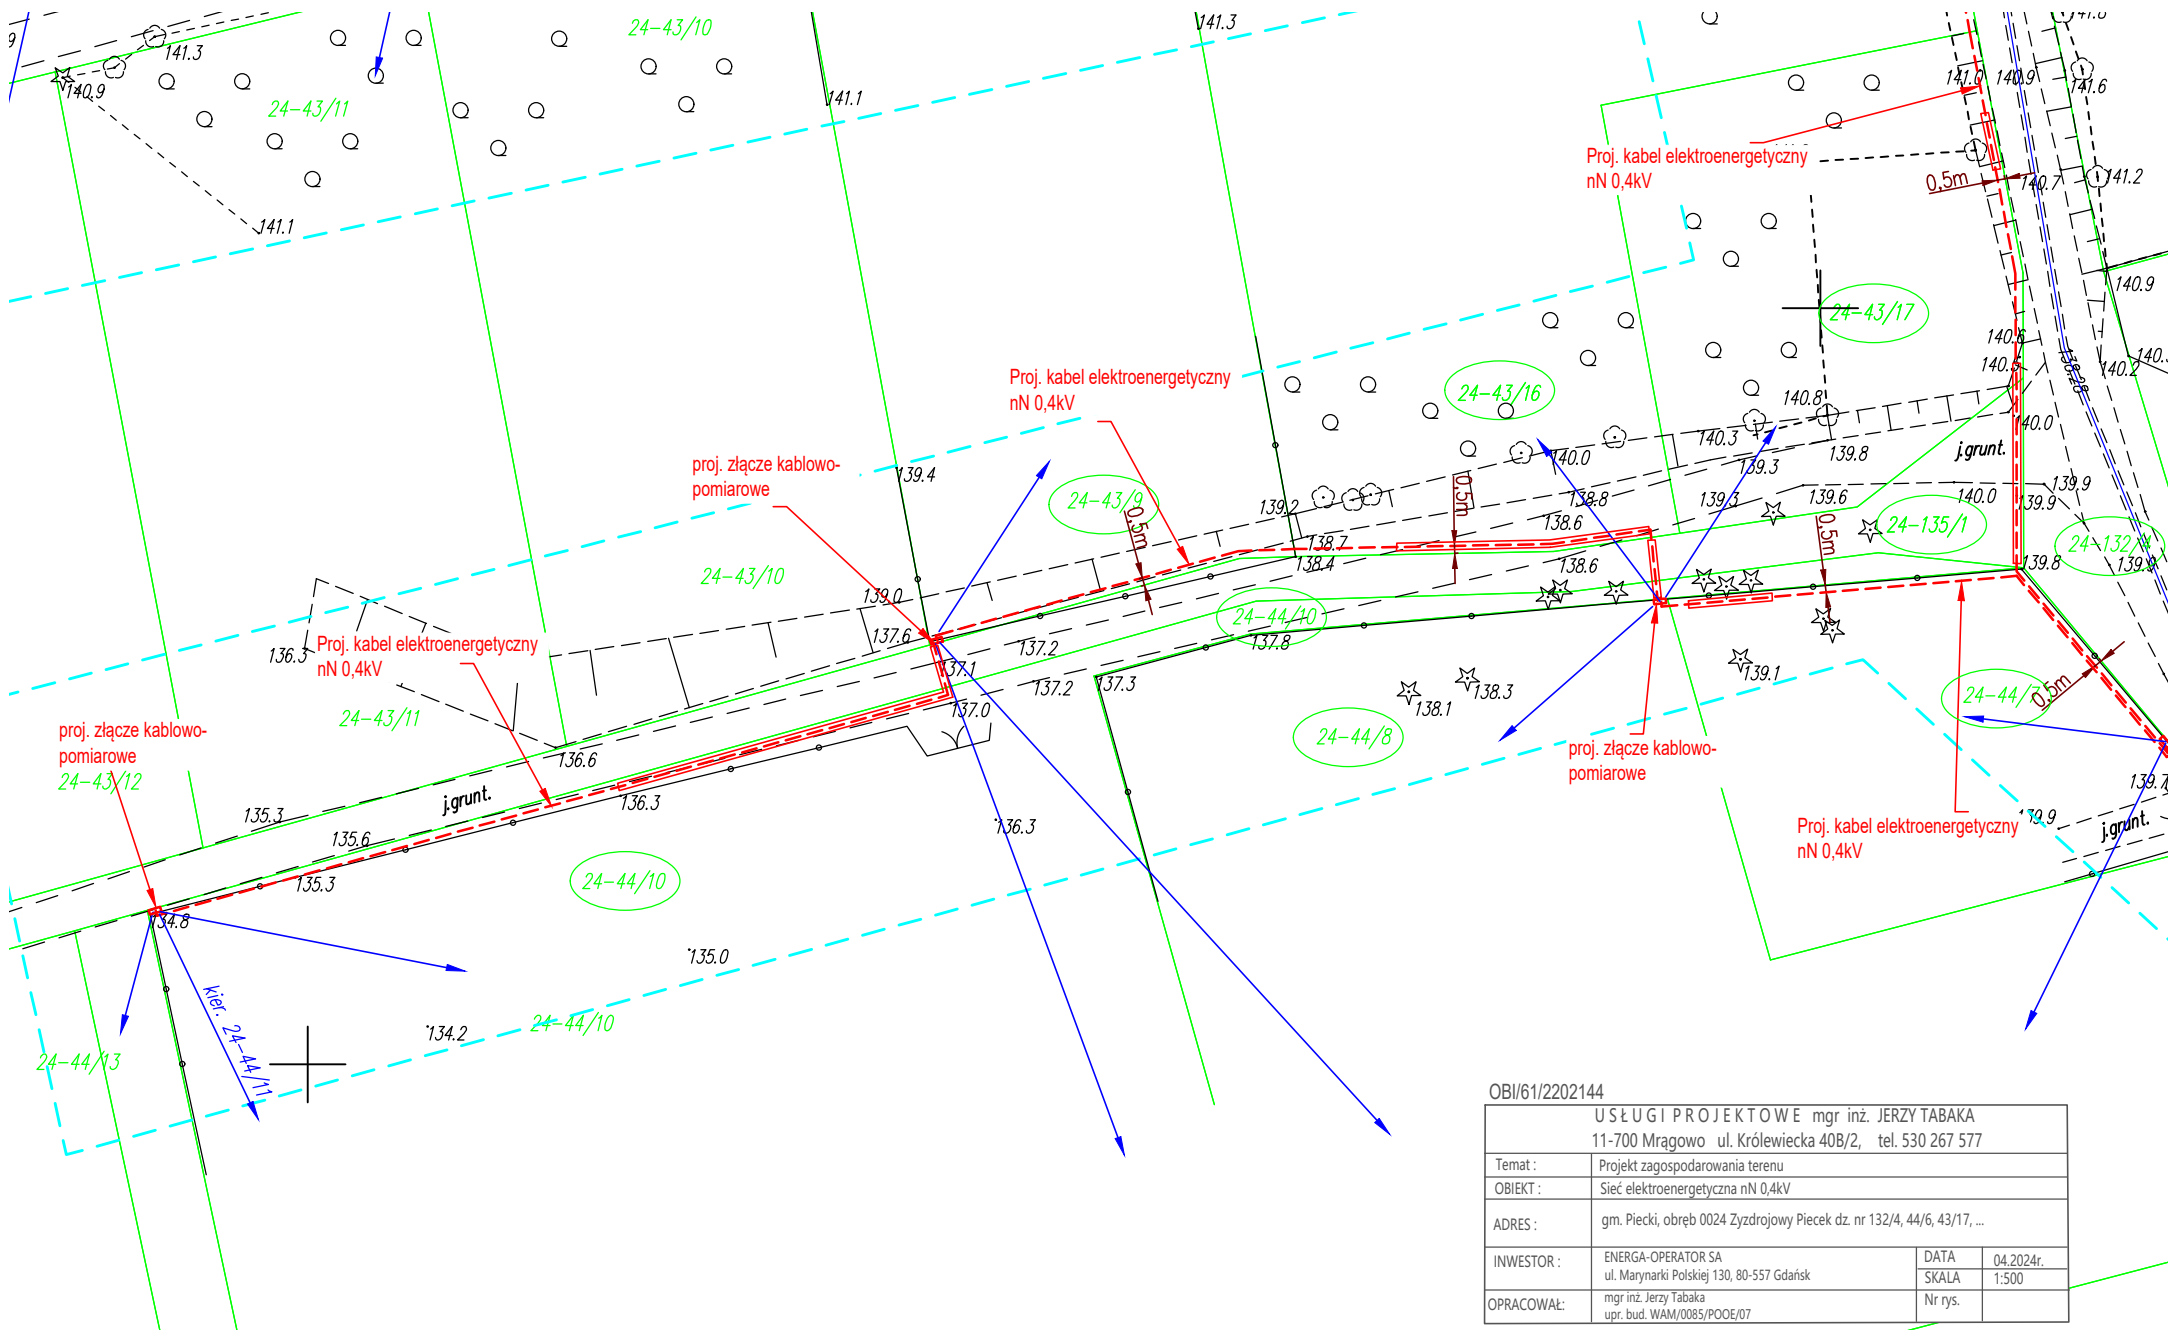 24-43/10
141.3
141.3
141.0
140.9
141.6
140.9
24-43/11
141.1
Proj. kabel elektroenergetyczny
nN 0,4kV
0,5m
140.7
141.2
141.1
140.9
24-43/17
140.6
140.2
138.28
Proj. kabel elektroenergetyczny
nN 0,4kV
24-43/16
140.8
140.0
140.3
139.8
j.grunt.
proj. złącze kablowo-
pomiarowe
139.4
24-43/9
0,5m
139.2
0,5m
140.0
138.8
139.3
139.3
139.6
140.0
139.9
139.9
138.7
138.6
0,5m
24-135/1
24-132/4
138.4
138.6
139.8
24-43/10
139.0
24-44/10
137.6
137.2
137.8
136.3
Proj. kabel elektroenergetyczny
nN 0,4kV
137.1
137.2
137.3
139.1
138.3
138.1
24-44/7
0,5m
24-43/11
137.0
proj. złącze kablowo-
pomiarowe
24-43/12
136.6
24-44/8
proj. złącze kablowo-
pomiarowe
139.7
135.3
j.grunt.
136.3
135.6
136.3
Proj. kabel elektroenergetyczny
nN 0,4kV
139.9
j.grunt.
135.3
24-44/10
134.8
135.0
kier. 24-44/11
134.2
24-44/10
24-44/13
OBI/61/2202144
USŁUGI PROJEKTOWE mgr inż. JERZY TABAKA
11-700 Mrągowo ul. Królewiecka 40B/2, tel. 530 267 577
Temat : Projekt zagospodarowania terenu
OBIEKT : Sieć elektroenergetyczna nN 0,4kV
ADRES : gm. Piecki, obręb 0024 Zyzdrojowy Piecek dz. nr 132/4, 44/6, 43/17, ...
INWESTOR : ENERGA-OPERATOR SA
ul. Marynarki Polskiej 130, 80-557 Gdańsk
DATA 04.2024r.
SKALA 1:500
OPRACOWAŁ: mgr inż. Jerzy Tabaka
upr. bud. WAM/0085/POOE/07
Nr rys.